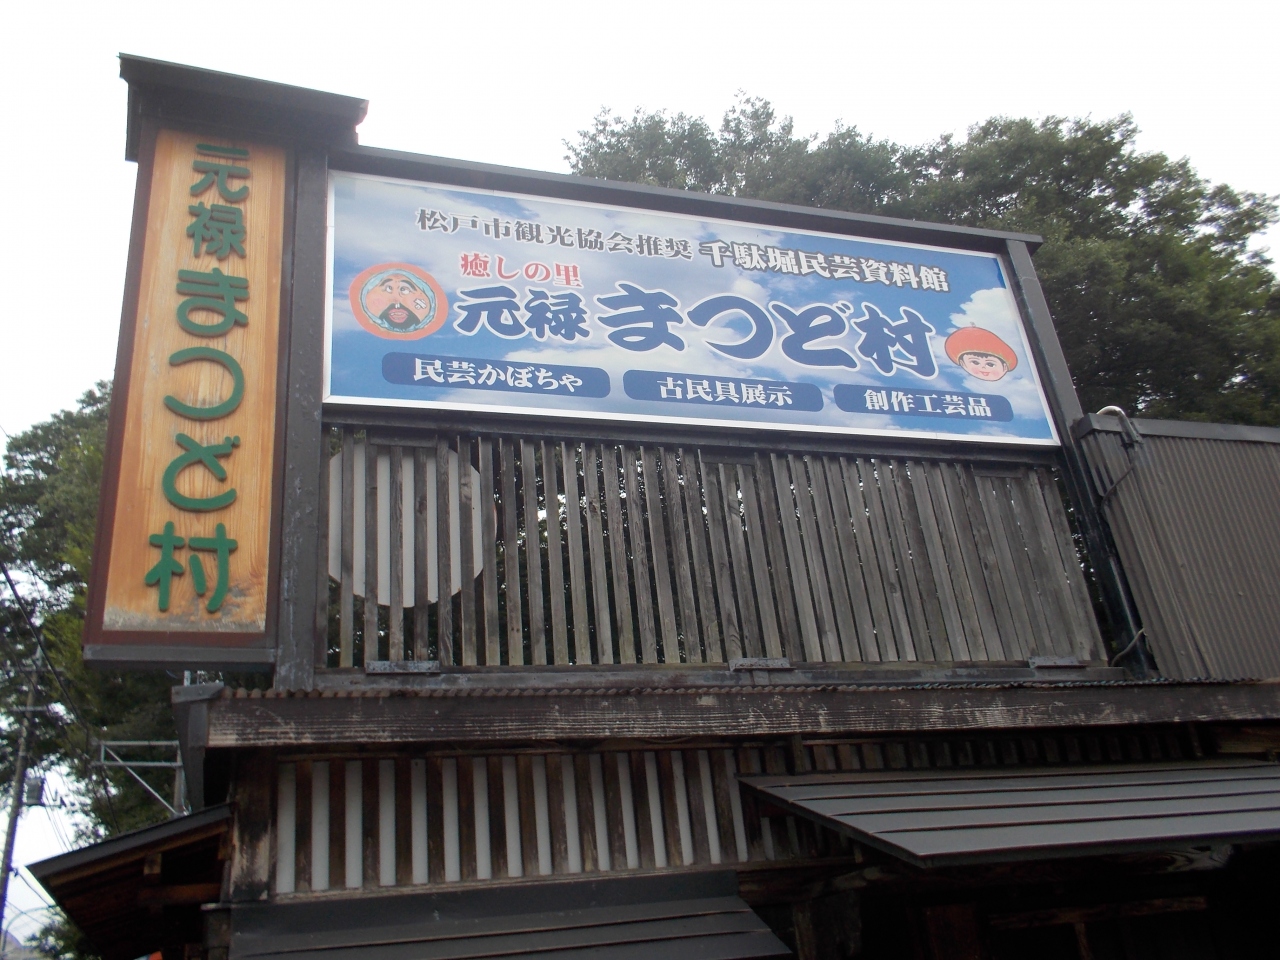 元禄まつど村
松戸市観光協会推奨 千駄堀民芸資料館
癒しの里
元禄まつど村
民芸かぼちゃ 古民具展示 創作工芸品